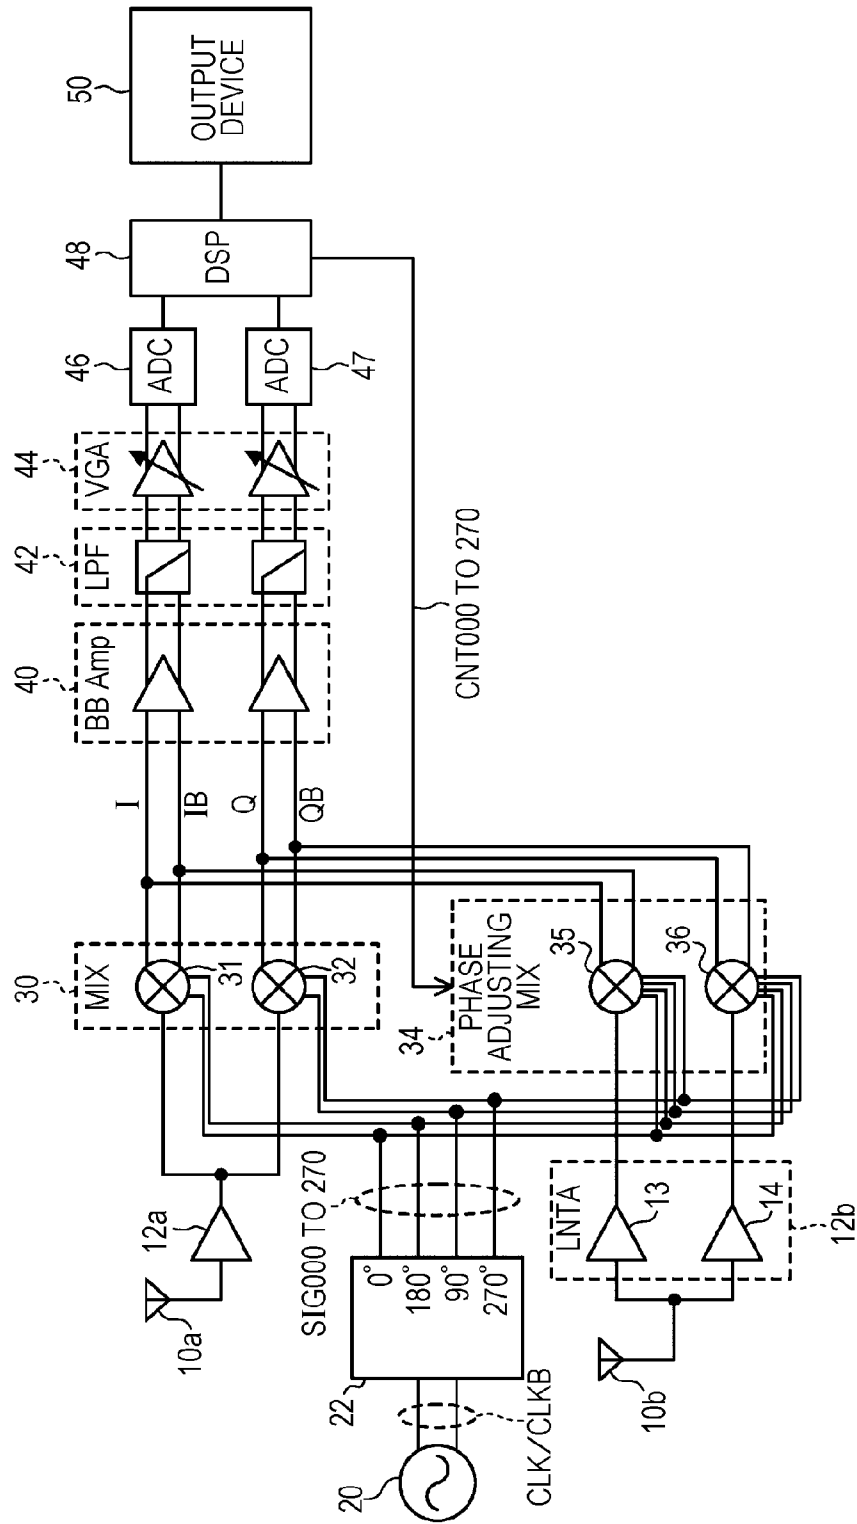 10a
12a
30
MIX
31
32
I
IB
Q
QB
40
BB Amp
42
LPF
44
VGA
46
ADC
ADC
47
48
DSP
50
OUTPUT
DEVICE
20
CLK/CLKB
22
0°
180°
90°
270°
SIG000 TO 270
34
PHASE
ADJUSTING
MIX
35
36
CNT000 TO 270
10b
LNTA
13
14
12b